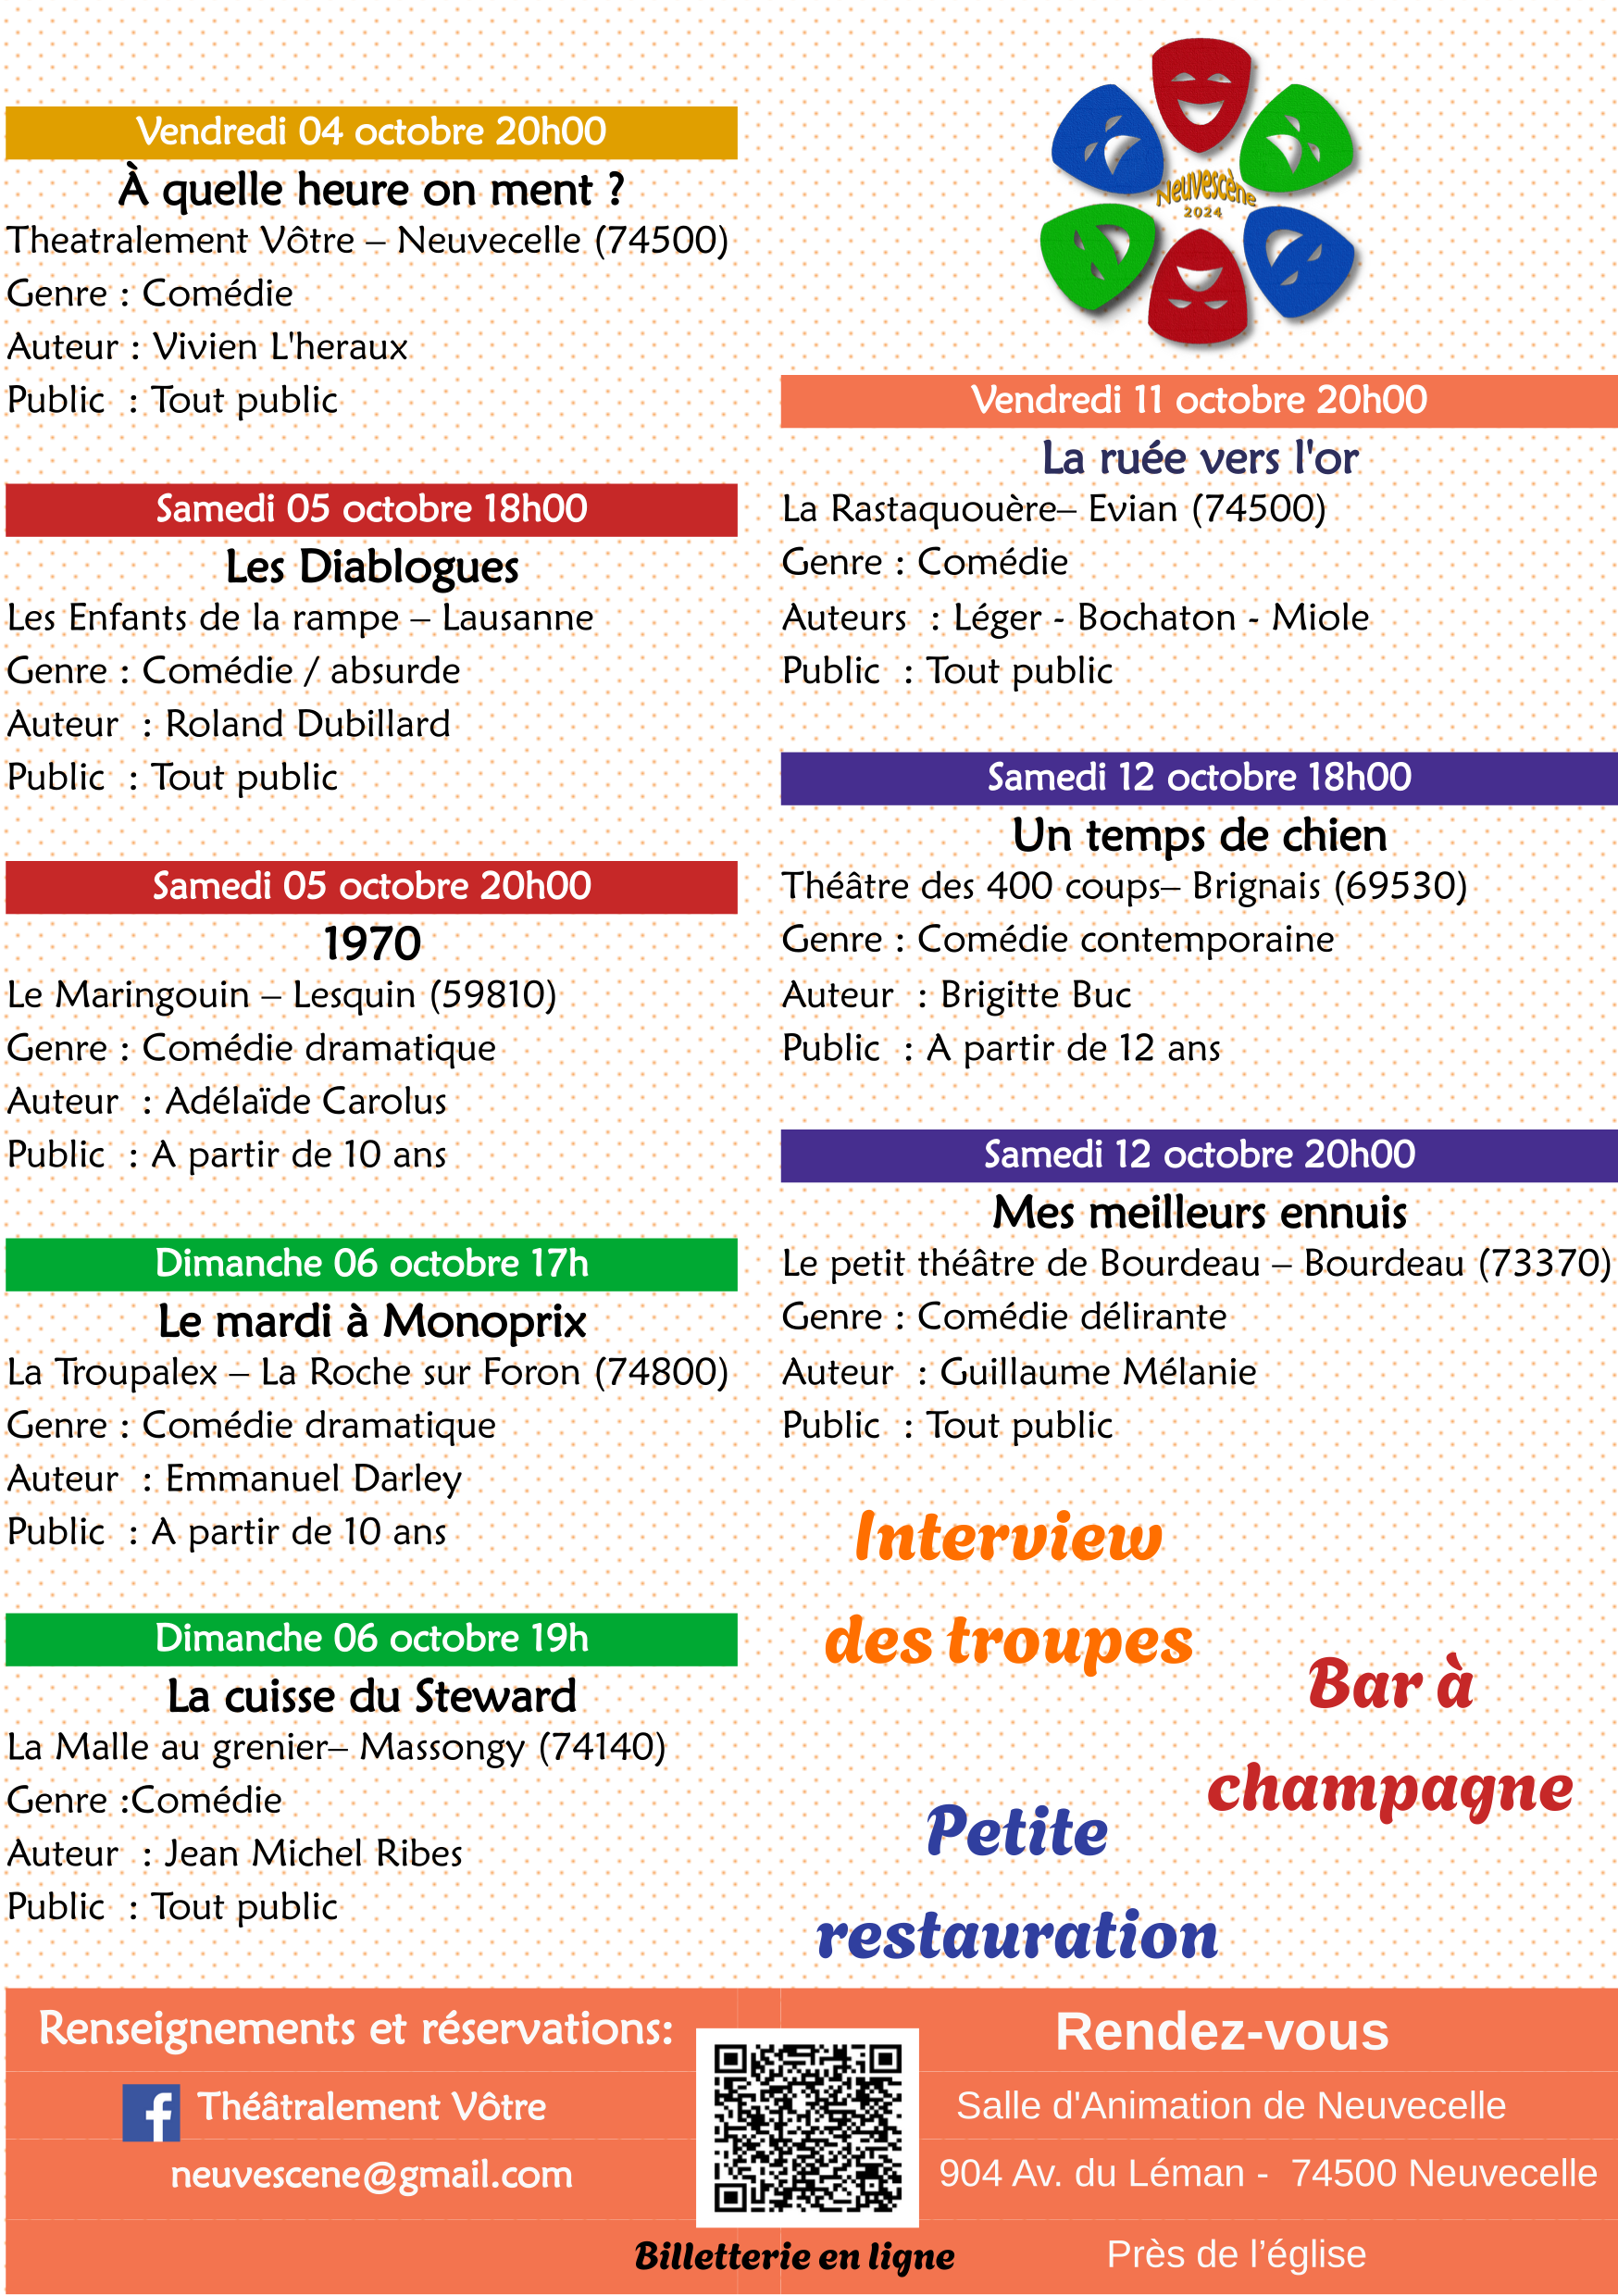 Vendredi 04 octobre 20h00
À quelle heure on ment ?
Theatralement Vôtre – Neuvecelle (74500)
Genre : Comédie
Auteur : Vivien L'heraux
Public : Tout public
Samedi 05 octobre 18h00
Les Diablogues
Les Enfants de la rampe – Lausanne
Genre : Comédie / absurde
Auteur : Roland Dubillard
Public : Tout public
Samedi 05 octobre 20h00
1970
Le Maringouin – Lesquin (59810)
Genre : Comédie dramatique
Auteur : Adélaïde Carolus
Public : A partir de 10 ans
Dimanche 06 octobre 17h
Le mardi à Monoprix
La Troupalex – La Roche sur Foron (74800)
Genre : Comédie dramatique
Auteur : Emmanuel Darley
Public : A partir de 10 ans
Dimanche 06 octobre 19h
La cuisse du Steward
La Malle au grenier– Massongy (74140)
Genre :Comédie
Auteur : Jean Michel Ribes
Public : Tout public
Neuvescène
2024
Vendredi 11 octobre 20h00
La ruée vers l'or
La Rastaquouère– Evian (74500)
Genre : Comédie
Auteurs : Léger - Bochaton - Miole
Public : Tout public
Samedi 12 octobre 18h00
Un temps de chien
Théâtre des 400 coups– Brignais (69530)
Genre : Comédie contemporaine
Auteur : Brigitte Buc
Public : A partir de 12 ans
Samedi 12 octobre 20h00
Mes meilleurs ennuis
Le petit théâtre de Bourdeau – Bourdeau (73370)
Genre : Comédie délirante
Auteur : Guillaume Mélanie
Public : Tout public
Interview
des troupes
Bar à
champagne
Petite
restauration
Renseignements et réservations:
f Théâtralement Vôtre
neuvescene@gmail.com
Billetterie en ligne
Rendez-vous
Salle d'Animation de Neuvecelle
904 Av. du Léman - 74500 Neuvecelle
Près de l’église